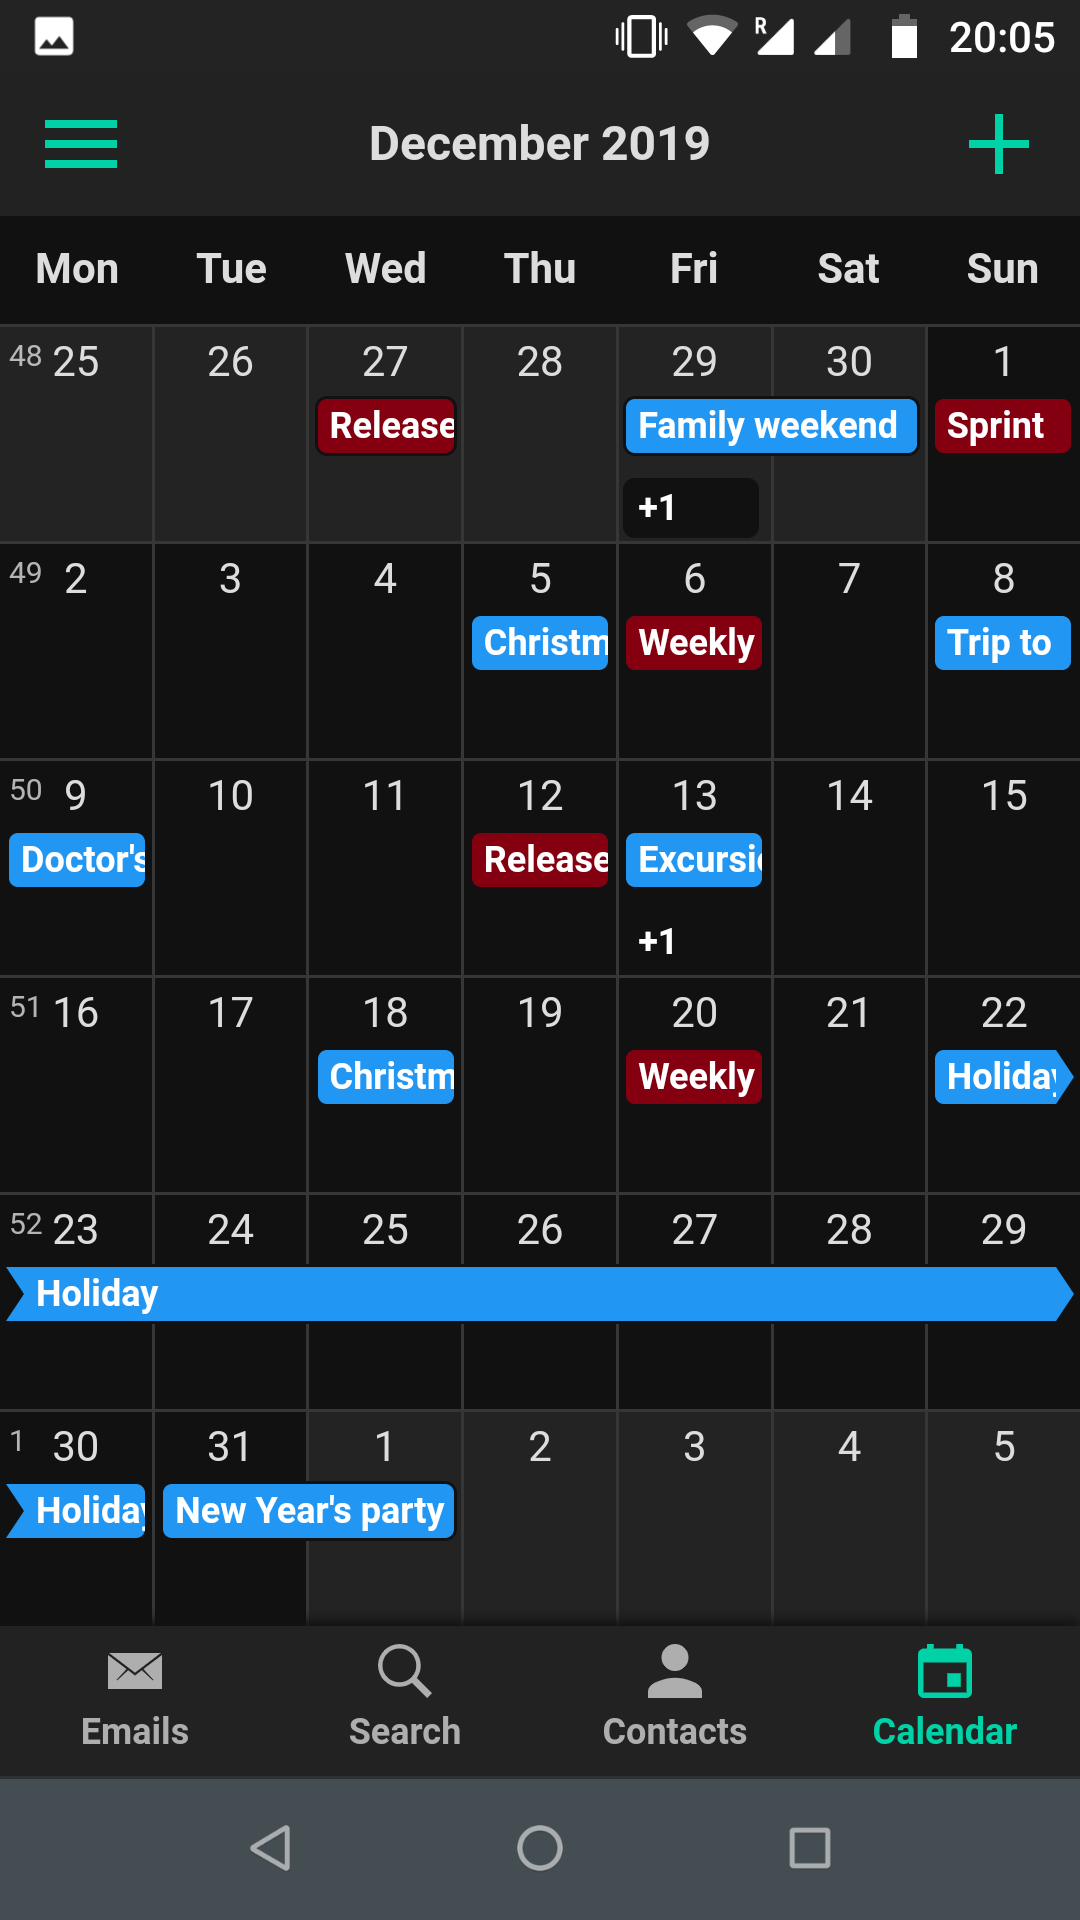 R 20:05
December 2019
Mon Tue Wed Thu Fri Sat Sun
48 25 26 27 28 29 30 1
Release Family weekend Sprint
+1
49 2 3 4 5 6 7 8
Christm Weekly Trip to
50 9 10 11 12 13 14 15
Doctor's Release Excursi
+1
51 16 17 18 19 20 21 22
Christm Weekly Holiday
52 23 24 25 26 27 28 29
Holiday
1 30 31 1 2 3 4 5
Holiday New Year's party
Emails Search Contacts Calendar